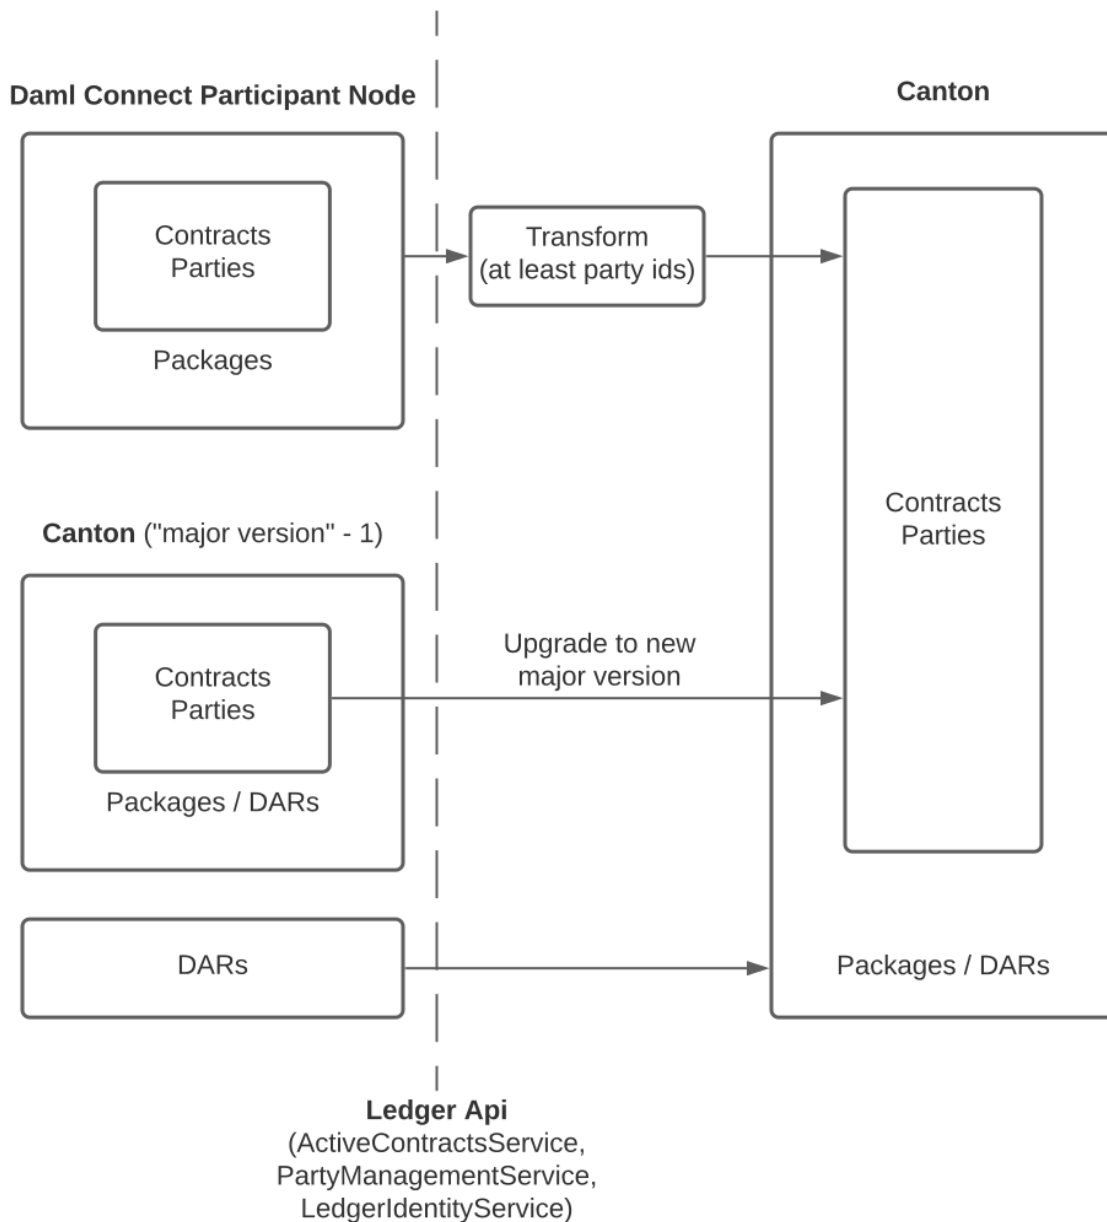 Daml Connect Participant Node
Contracts
Parties
Packages
Transform
(at least party ids)
Canton
Contracts
Parties
Packages / DARs
Canton ("major version" - 1)
Contracts
Parties
Packages / DARs
Upgrade to new
major version
DARs
Ledger Api
(ActiveContractsService,
PartyManagementService,
LedgerIdentityService)